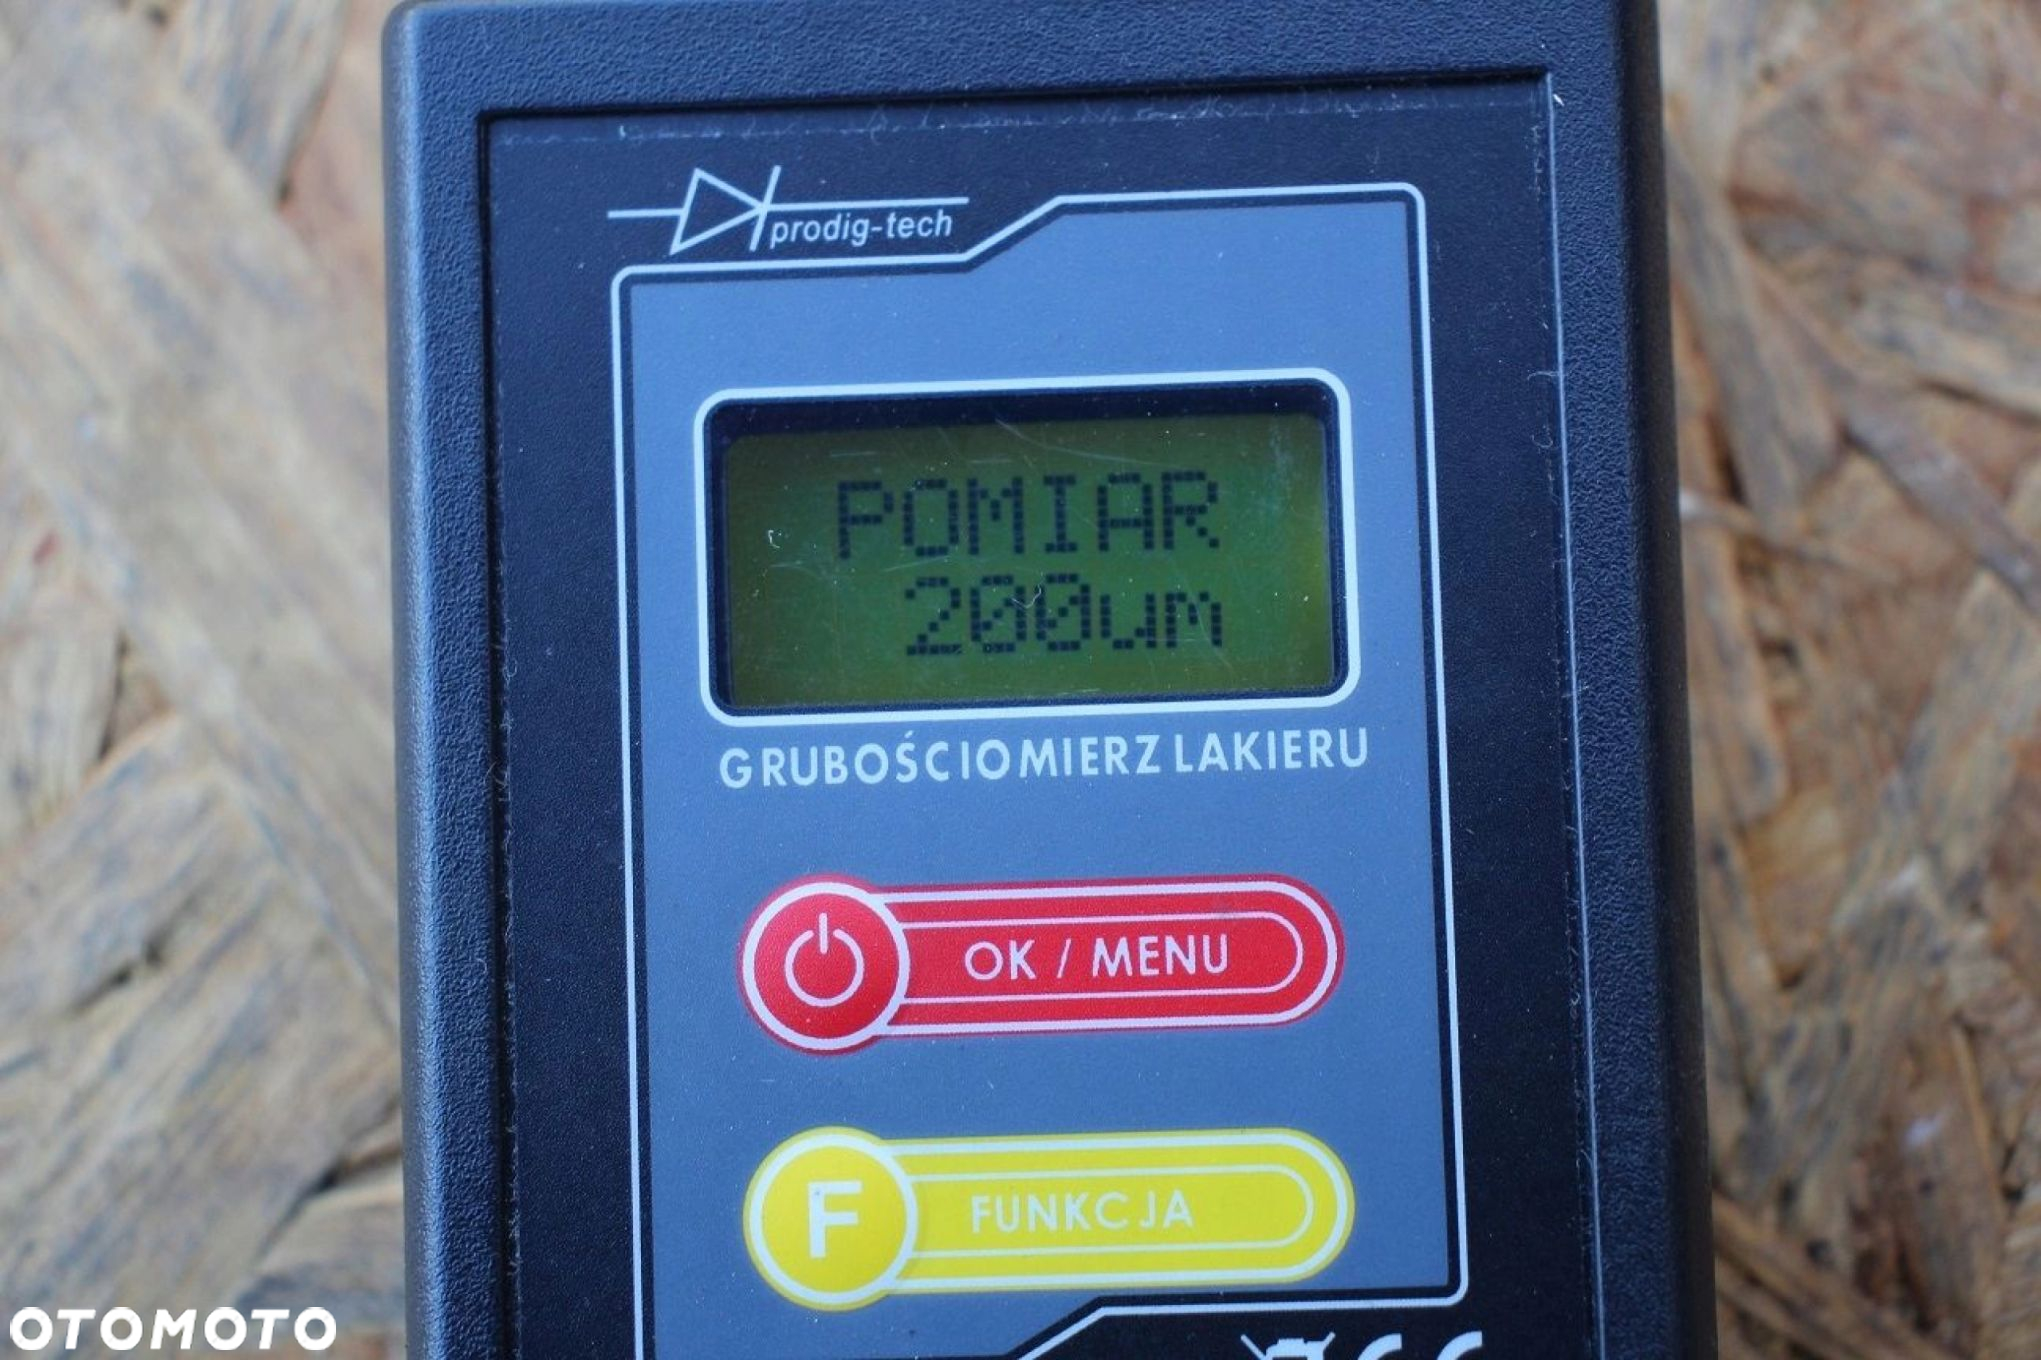 prodig-tech
POMIAR
200um
GRUBOŚCIOMIERZ LAKIERU
OK / MENU
F FUNKCJA
OTOMOTO